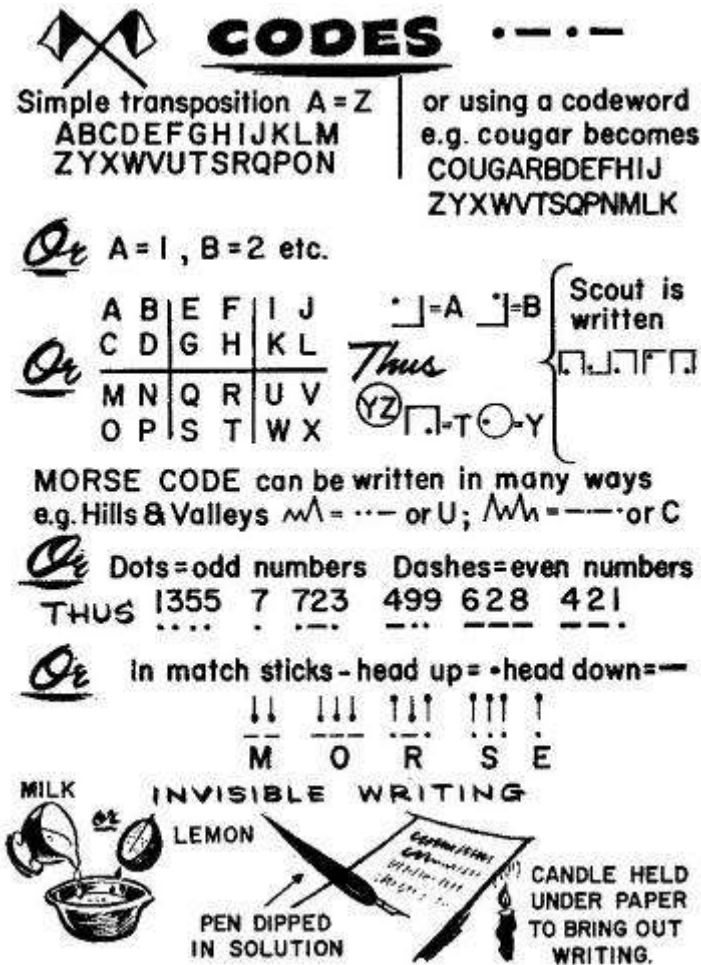 CODES
Simple transposition A = Z
ABCDEFGHIJKLM
ZYXWVUTSRQPON
or using a codeword
e.g. cougar becomes
COUGARBDEFHIJ
ZYXWVTSQPNMLK
Or A = 1 , B = 2 etc.
Or
A B E F I J
C D G H K L
M N Q R U V
O P S T W X
=A =B
Thus
YZ =T =Y
Scout is
written
MORSE CODE can be written in many ways
e.g. Hills & Valleys = ··— or U; = —·—· or C
Or Dots = odd numbers Dashes = even numbers
THUS 1355 7 723 499 628 421
···· · ·—· —·· ——— ——·
Or In match sticks - head up = • head down = —
—— ——— ·—· ··· ·
M O R S E
INVISIBLE WRITING
MILK or LEMON
PEN DIPPED
IN SOLUTION
CANDLE HELD
UNDER PAPER
TO BRING OUT
WRITING.